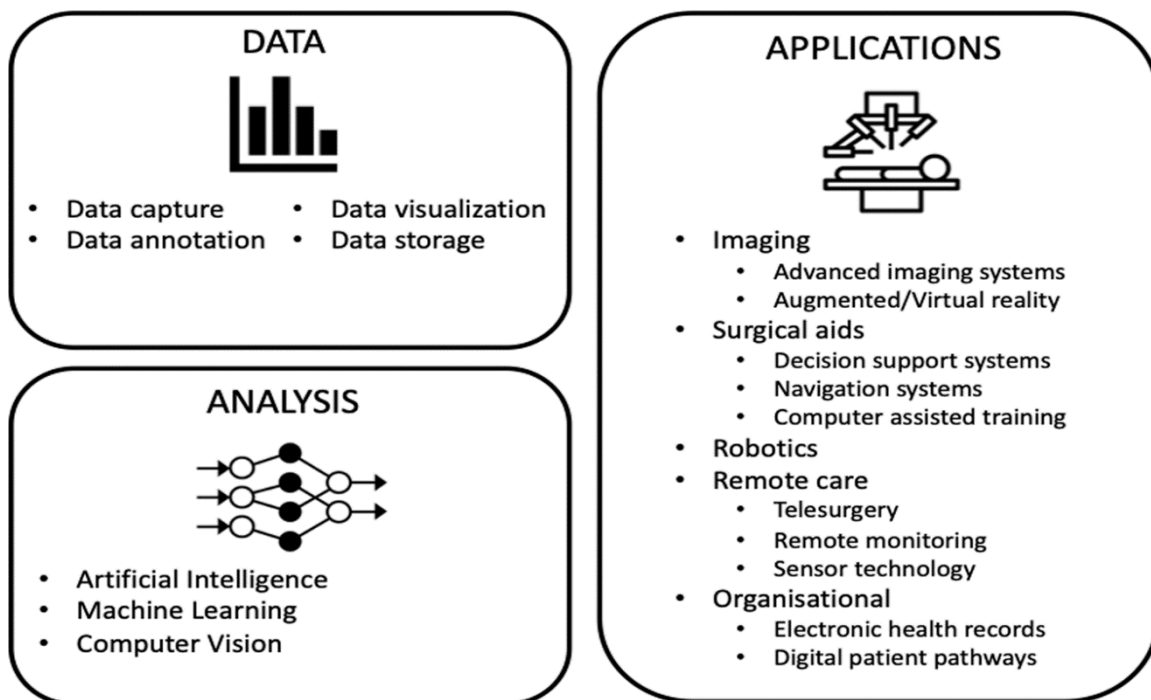 DATA
• Data capture
• Data annotation
• Data visualization
• Data storage
ANALYSIS
• Artificial Intelligence
• Machine Learning
• Computer Vision
APPLICATIONS
• Imaging
• Advanced imaging systems
• Augmented/Virtual reality
• Surgical aids
• Decision support systems
• Navigation systems
• Computer assisted training
• Robotics
• Remote care
• Telesurgery
• Remote monitoring
• Sensor technology
• Organisational
• Electronic health records
• Digital patient pathways